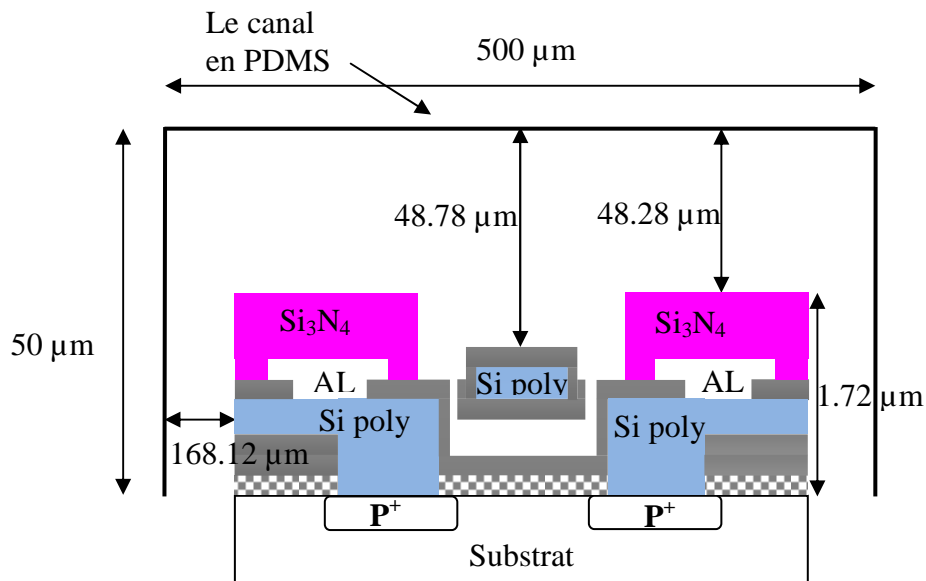 Le canal
en PDMS
500 µm
48.78 µm
48.28 µm
50 µm
Si₃N₄
Si₃N₄
AL
Si poly
AL
1.72 µm
Si poly
Si poly
168.12 µm
P⁺
P⁺
Substrat